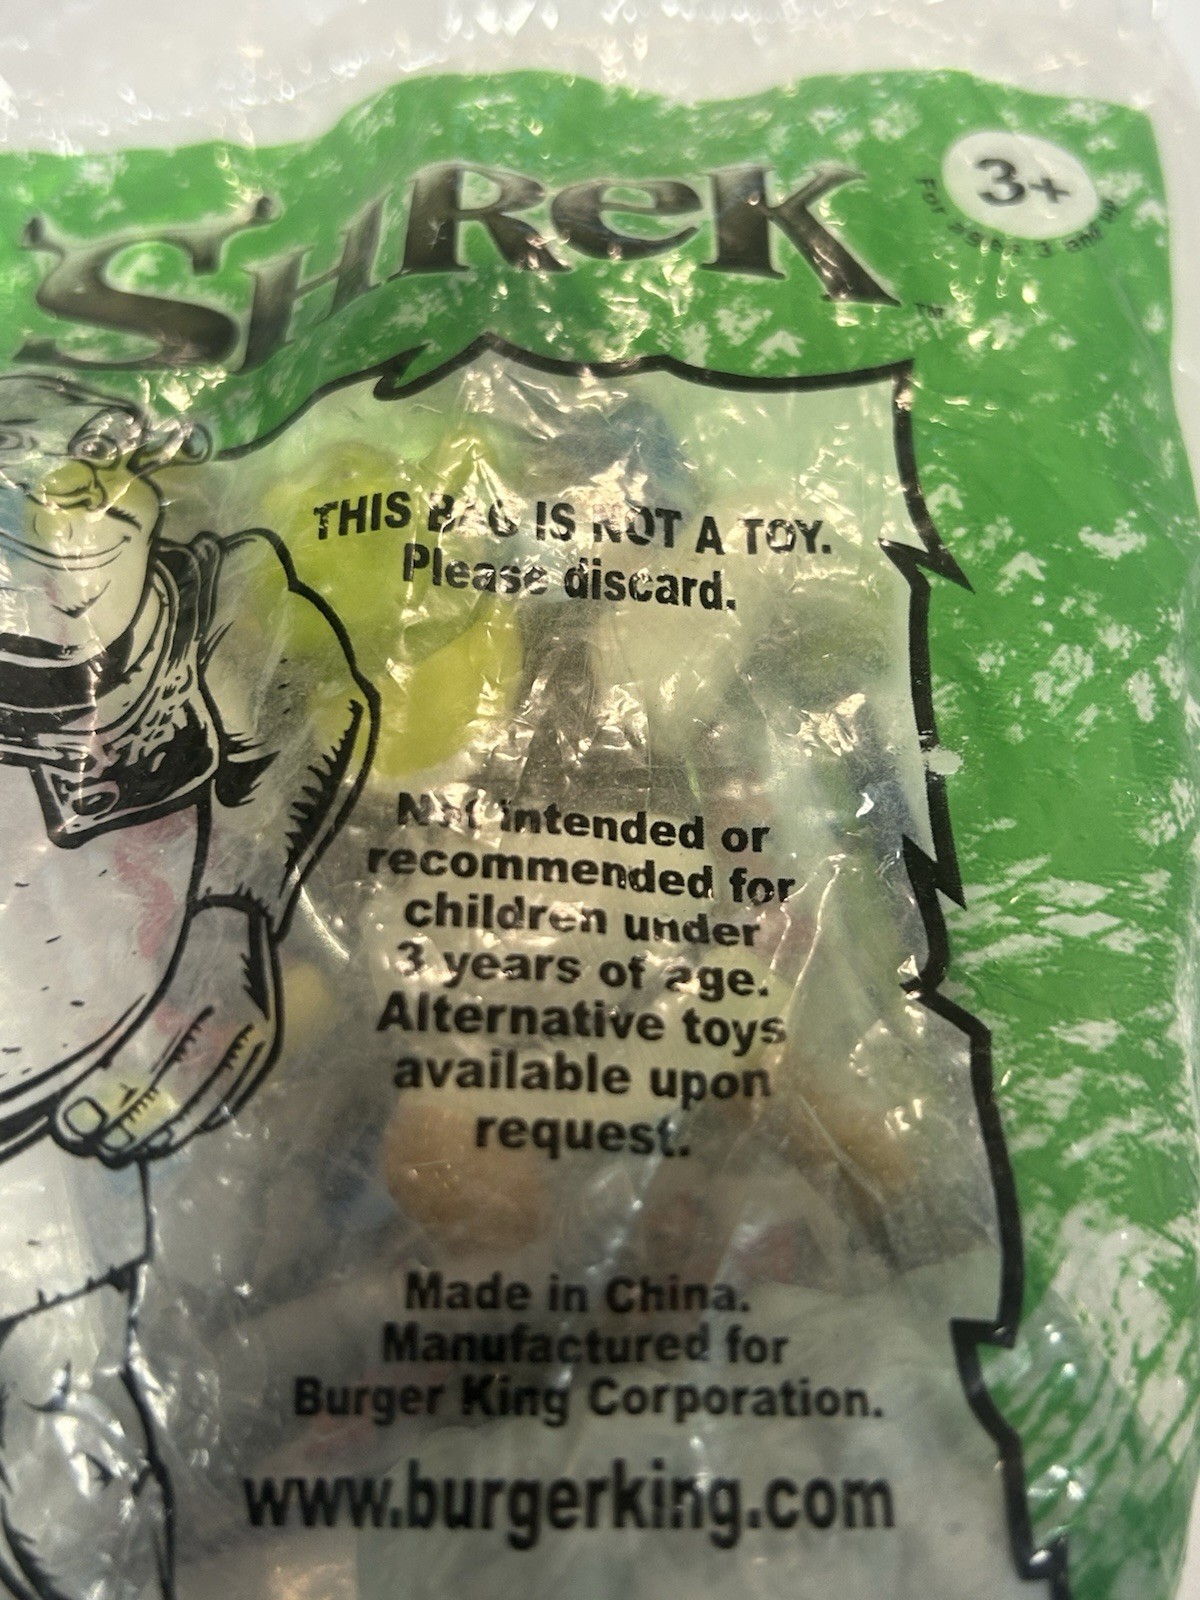 SHReK™
3+
For ages 3 and up
THIS BAG IS NOT A TOY.
Please discard.
Not intended or
recommended for
children under
3 years of age.
Alternative toys
available upon
request.
Made in China.
Manufactured for
Burger King Corporation.
www.burgerking.com